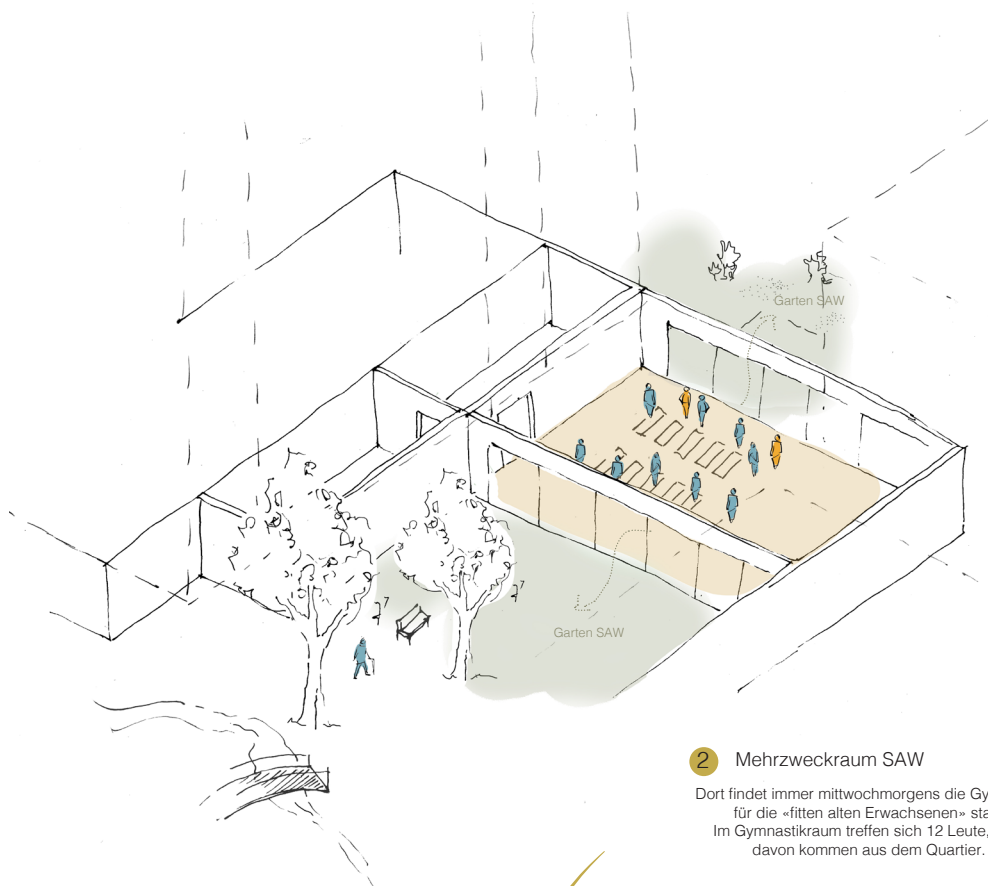 Garten SAW
Garten SAW
2 Mehrzweckraum SAW
Dort findet immer mittwochmorgens die Gy
für die «fitten alten Erwachsenen» sta
Im Gymnastikraum treffen sich 12 Leute,
davon kommen aus dem Quartier.